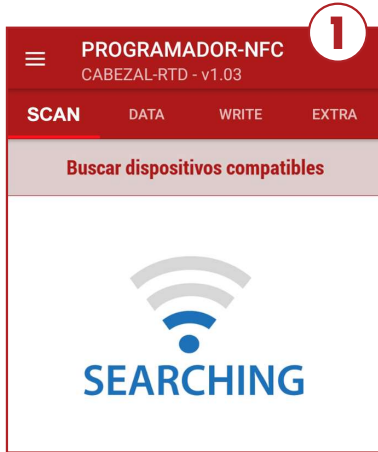 1
PROGRAMADOR-NFC
CABEZAL-RTD - v1.03
SCAN DATA WRITE EXTRA
Buscar dispositivos compatibles
SEARCHING